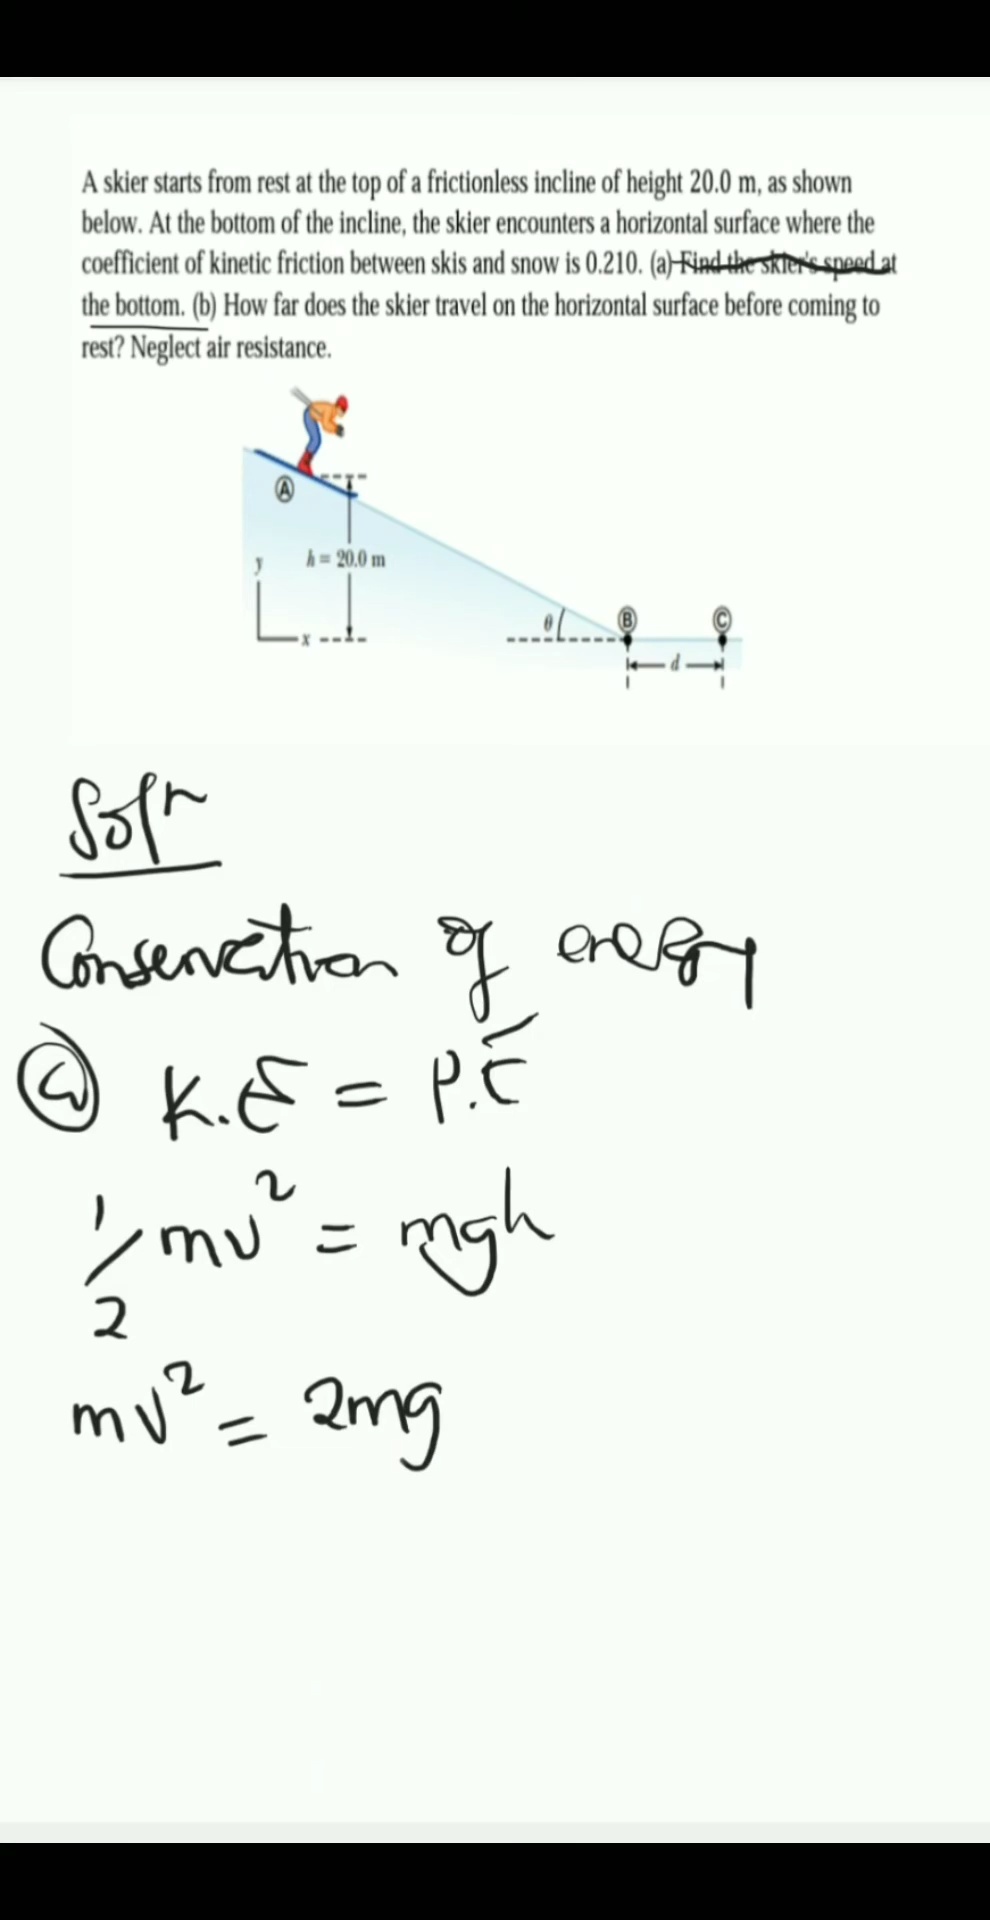 A skier starts from rest at the top of a frictionless incline of height 20.0 m, as shown
below. At the bottom of the incline, the skier encounters a horizontal surface where the
coefficient of kinetic friction between skis and snow is 0.210. (a) Find the skier's speed at
the bottom. (b) How far does the skier travel on the horizontal surface before coming to
rest? Neglect air resistance.
A
h = 20.0 m
y
x
θ
B
C
d
Soln
Conservation of energy
a K.E = P.E
1/2 mv² = mgh
mv² = 2mg